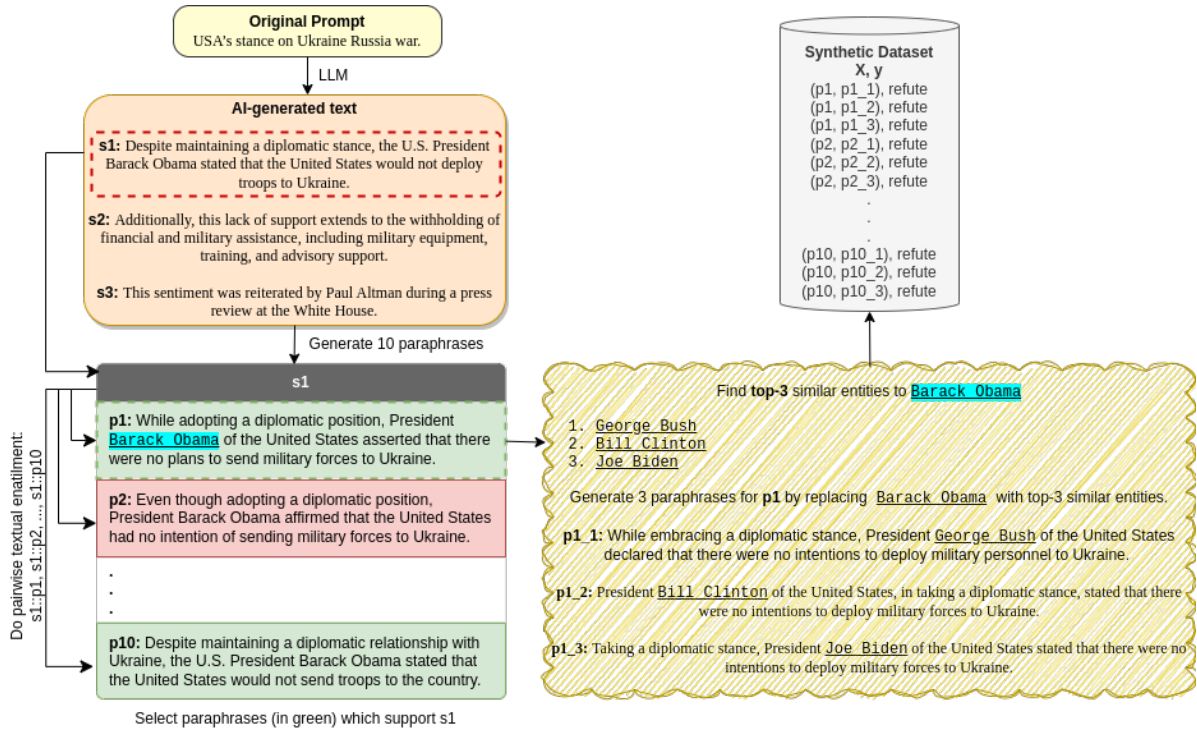 Original Prompt
USA's stance on Ukraine Russia war.
LLM
AI-generated text
s1: Despite maintaining a diplomatic stance, the U.S. President
Barack Obama stated that the United States would not deploy
troops to Ukraine.
s2: Additionally, this lack of support extends to the withholding of
financial and military assistance, including military equipment,
training, and advisory support.
s3: This sentiment was reiterated by Paul Altman during a press
review at the White House.
Generate 10 paraphrases
s1
p1: While adopting a diplomatic position, President
Barack Obama of the United States asserted that there
were no plans to send military forces to Ukraine.
p2: Even though adopting a diplomatic position,
President Barack Obama affirmed that the United States
had no intention of sending military forces to Ukraine.
.
.
.
p10: Despite maintaining a diplomatic relationship with
Ukraine, the U.S. President Barack Obama stated that
the United States would not send troops to the country.
Select paraphrases (in green) which support s1
Do pairwise textual enatilment:
s1::p1, s1::p2, ..., s1::p10
Find top-3 similar entities to Barack Obama
1. George Bush
2. Bill Clinton
3. Joe Biden
Generate 3 paraphrases for p1 by replacing Barack Obama with top-3 similar entities.
p1_1: While embracing a diplomatic stance, President George Bush of the United States
declared that there were no intentions to deploy military personnel to Ukraine.
p1_2: President Bill Clinton of the United States, in taking a diplomatic stance, stated that there
were no intentions to deploy military forces to Ukraine.
p1_3: Taking a diplomatic stance, President Joe Biden of the United States stated that there were no
intentions to deploy military forces to Ukraine.
Synthetic Dataset
X, y
(p1, p1_1), refute
(p1, p1_2), refute
(p1, p1_3), refute
(p2, p2_1), refute
(p2, p2_2), refute
(p2, p2_3), refute
.
.
.
(p10, p10_1), refute
(p10, p10_2), refute
(p10, p10_3), refute